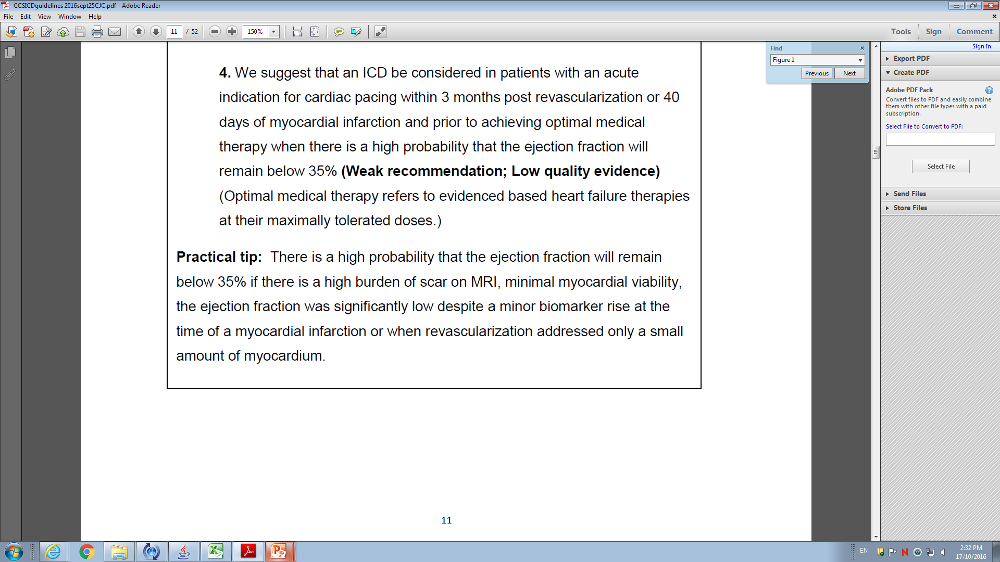 CCSICDguidelines 2016sept25CJC.pdf - Adobe Reader
File Edit View Window Help
11 / 52 150% Tools Sign Comment
Sign In
Find
Figure 1
Previous Next
Export PDF
Create PDF
Adobe PDF Pack
Convert files to PDF and easily combine
them with other file types with a paid
subscription.
Select File to Convert to PDF:
Select File
Send Files
Store Files
4. We suggest that an ICD be considered in patients with an acute
indication for cardiac pacing within 3 months post revascularization or 40
days of myocardial infarction and prior to achieving optimal medical
therapy when there is a high probability that the ejection fraction will
remain below 35% (Weak recommendation; Low quality evidence)
(Optimal medical therapy refers to evidenced based heart failure therapies
at their maximally tolerated doses.)
Practical tip: There is a high probability that the ejection fraction will remain
below 35% if there is a high burden of scar on MRI, minimal myocardial viability,
the ejection fraction was significantly low despite a minor biomarker rise at the
time of a myocardial infarction or when revascularization addressed only a small
amount of myocardium.
11
EN
2:32 PM
17/10/2016